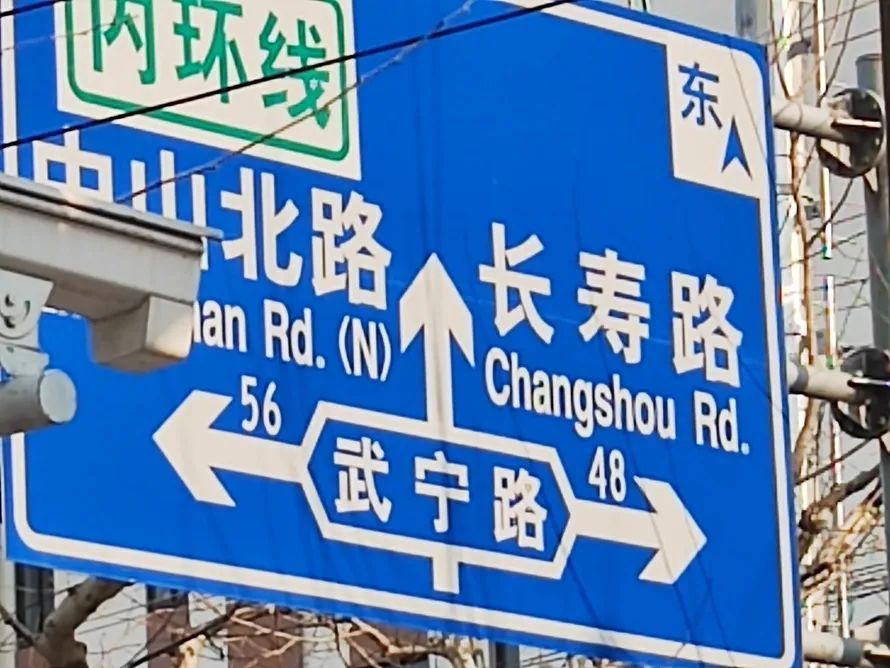 内环线
东
中山北路
an Rd. (N)
长寿路
Changshou Rd.
56
武宁路
48